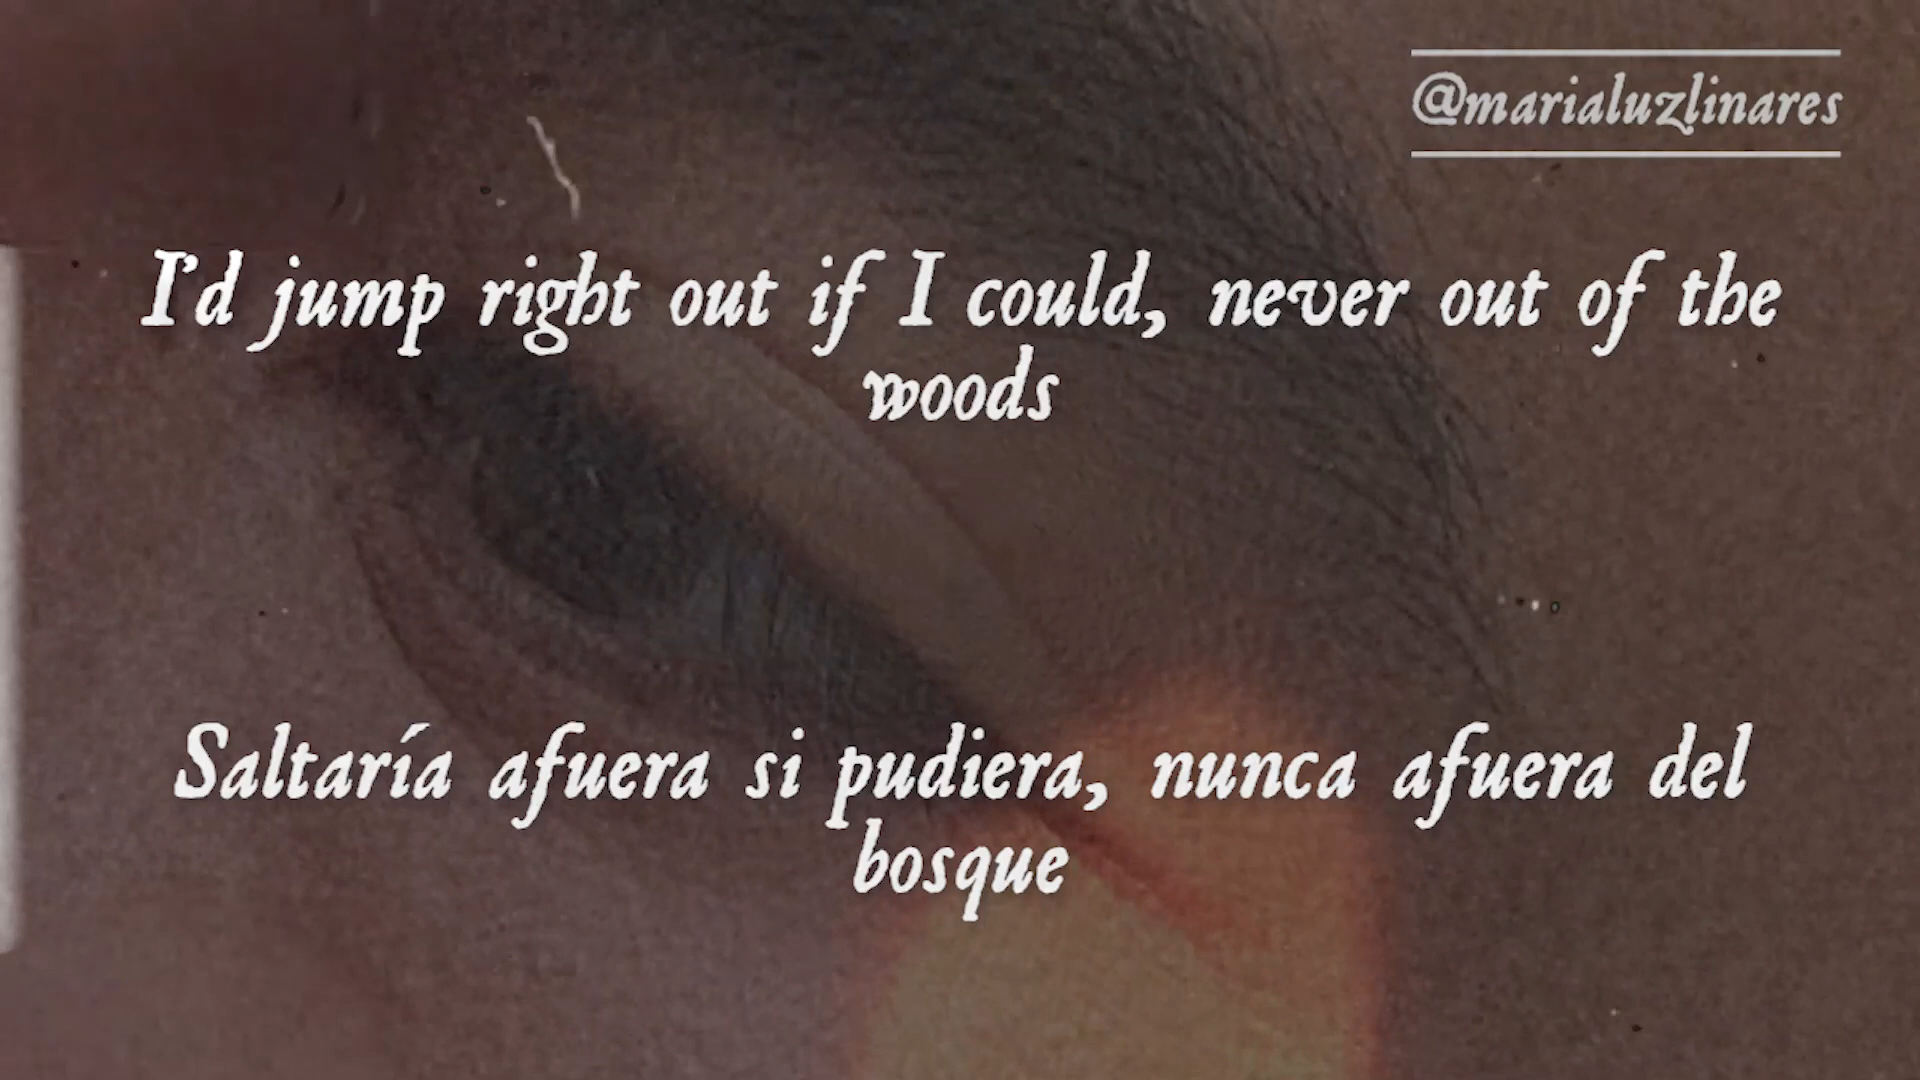 @marialuzlinares
I'd jump right out if I could, never out of the
woods
Saltaría afuera si pudiera, nunca afuera del
bosque